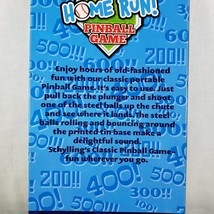 HOME RUN!
PINBALL
GAME
Enjoy hours of old-fashioned
fun with our classic portable
Pinball Game. It's easy to use. Just
pull back the plunger and shoot
one of the steel balls up the chute
and see where it lands. the steel
balls rolling and bouncing around
the printed tin base make a
delightful sound.
Schylling's Classic Pinball Game-
fun wherever you go.
500!!!
200!!
400!
300!!
100!!